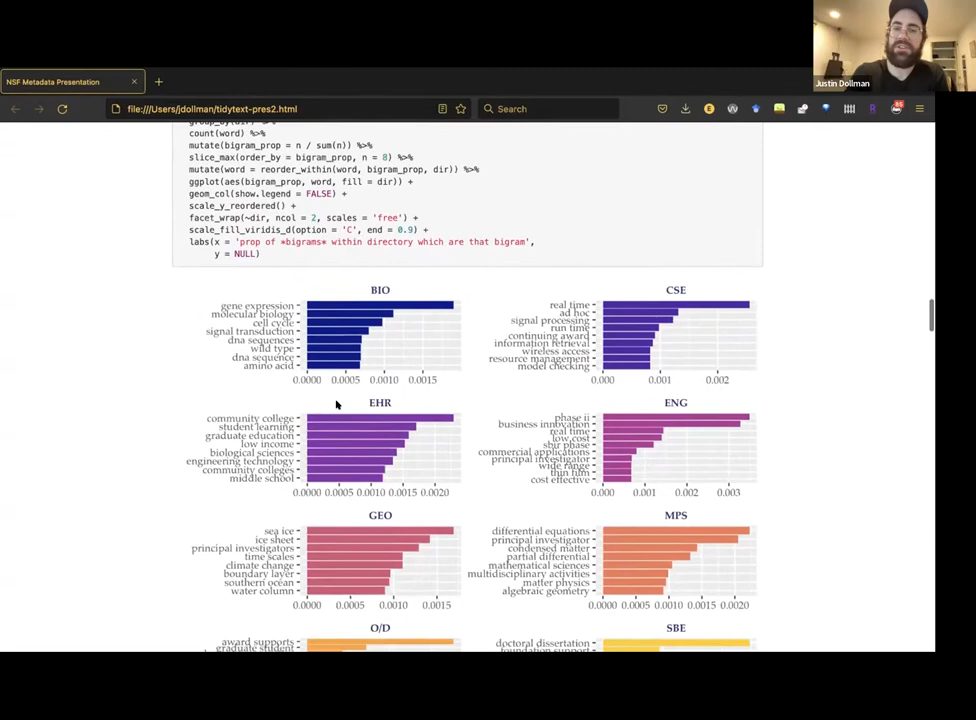 Justin Dollman
NSF Metadata Presentation
file:///Users/jdollman/tidytext-pres2.html
Search
count(word) %>%
mutate(bigram_prop = n / sum(n)) %>%
slice_max(order_by = bigram_prop, n = 8) %>%
mutate(word = reorder_within(word, bigram_prop, dir)) %>%
ggplot(aes(bigram_prop, word, fill = dir)) +
geom_col(show.legend = FALSE) +
scale_y_reordered() +
facet_wrap(~dir, ncol = 2, scales = 'free') +
scale_fill_viridis_d(option = 'C', end = 0.9) +
labs(x = 'prop of *bigrams* within directory which are that bigram',
y = NULL)
BIO
gene expression
molecular biology
cell cycle
signal transduction
dna sequences
wild type
dna sequence
amino acid
0.0000 0.0005 0.0010 0.0015
CSE
real time
ad hoc
signal processing
run time
continuing award
information retrieval
wireless access
resource management
model checking
0.000 0.001 0.002
EHR
community college
student learning
graduate education
low income
biological sciences
engineering technology
community colleges
middle school
0.0000 0.0005 0.0010 0.0015 0.0020
ENG
phase ii
business innovation
real time
low cost
sbir phase
commercial applications
principal investigator
wide range
thin film
cost effective
0.000 0.001 0.002 0.003
GEO
sea ice
ice sheet
principal investigators
time scales
climate change
boundary layer
southern ocean
water column
0.0000 0.0005 0.0010 0.0015
MPS
differential equations
principal investigator
condensed matter
partial differential
mathematical sciences
multidisciplinary activities
matter physics
algebraic geometry
0.0000 0.0005 0.0010 0.0015 0.0020
O/D
award supports
graduate student
SBE
doctoral dissertation
foundation support